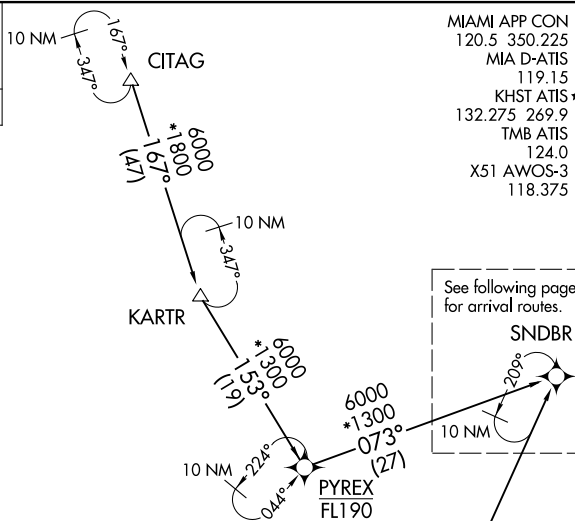 MIAMI APP CON
120.5 350.225
MIA D-ATIS
119.15
KHST ATIS★
132.275 269.9
TMB ATIS
124.0
X51 AWOS-3
118.375
10 NM
167°
347°
CITAG
6000
*1800
167°
(47)
10 NM
347°
KARTR
6000
*1300
153°
(19)
See following page
for arrival routes.
SNDBR
209°
10 NM
6000
*1300
073°
(27)
10 NM
224°
044°
PYREX
FL190